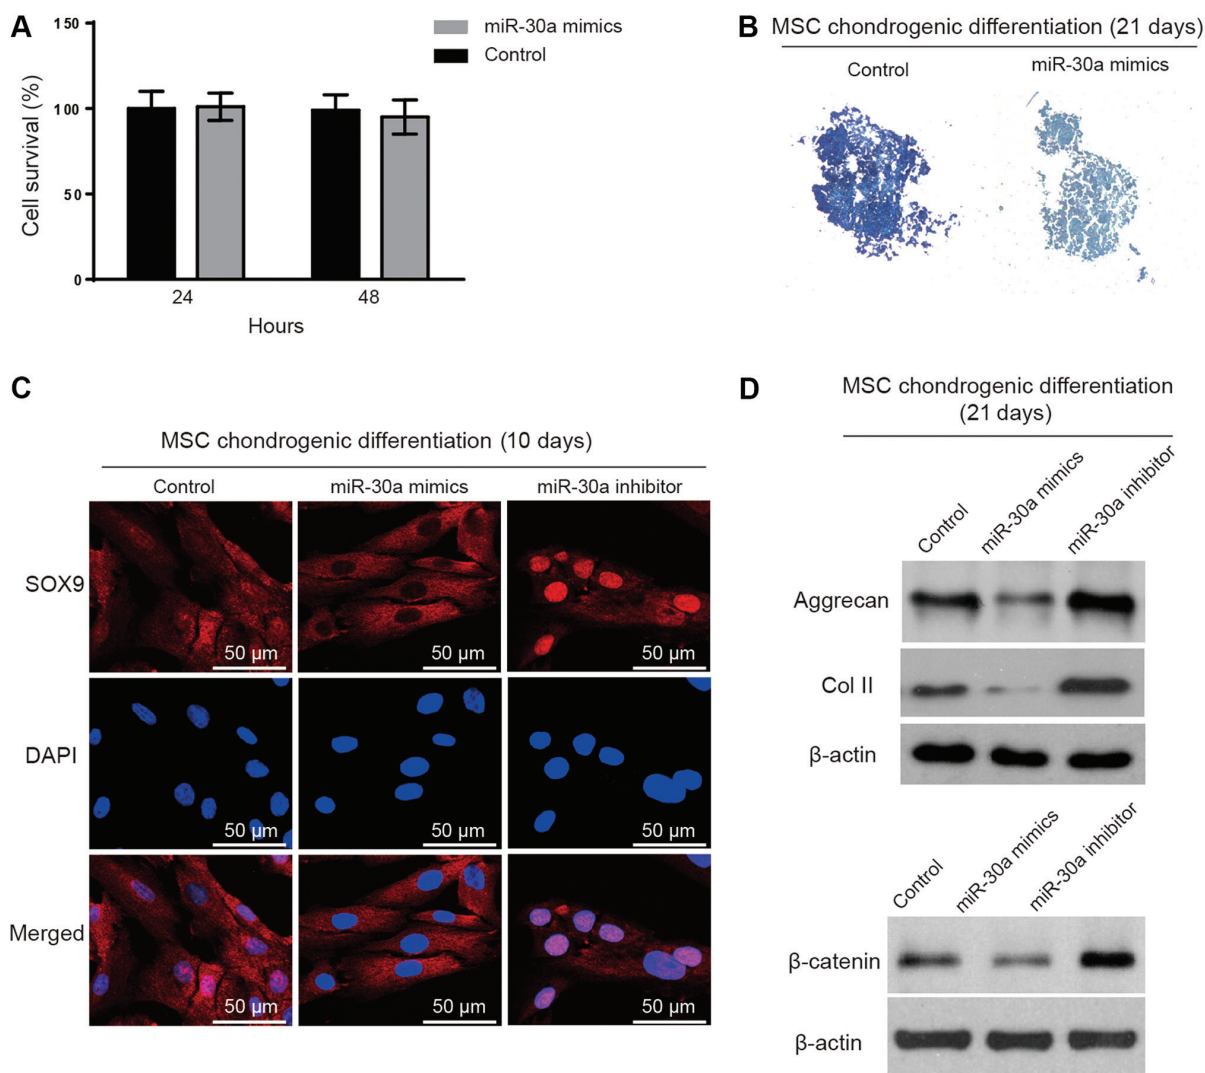 A
150
100
50
0
Cell survival (%)
miR-30a mimics
Control
24
48
Hours
B
MSC chondrogenic differentiation (21 days)
Control
miR-30a mimics
C
MSC chondrogenic differentiation (10 days)
Control
miR-30a mimics
miR-30a inhibitor
SOX9
50 μm
50 μm
50 μm
DAPI
50 μm
50 μm
50 μm
Merged
50 μm
50 μm
50 μm
D
MSC chondrogenic differentiation
(21 days)
Control
miR-30a mimics
miR-30a inhibitor
Aggrecan
Col II
β-actin
Control
miR-30a mimics
miR-30a inhibitor
β-catenin
β-actin